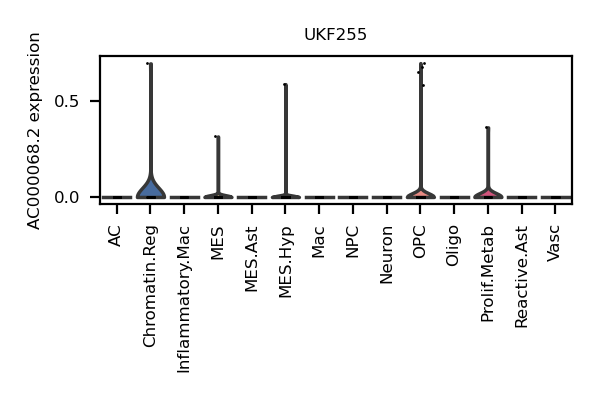 UKF255
AC000068.2 expression
0.5
0.0
AC
Chromatin.Reg
Inflammatory.Mac
MES
MES.Ast
MES.Hyp
Mac
NPC
Neuron
OPC
Oligo
Prolif.Metab
Reactive.Ast
Vasc